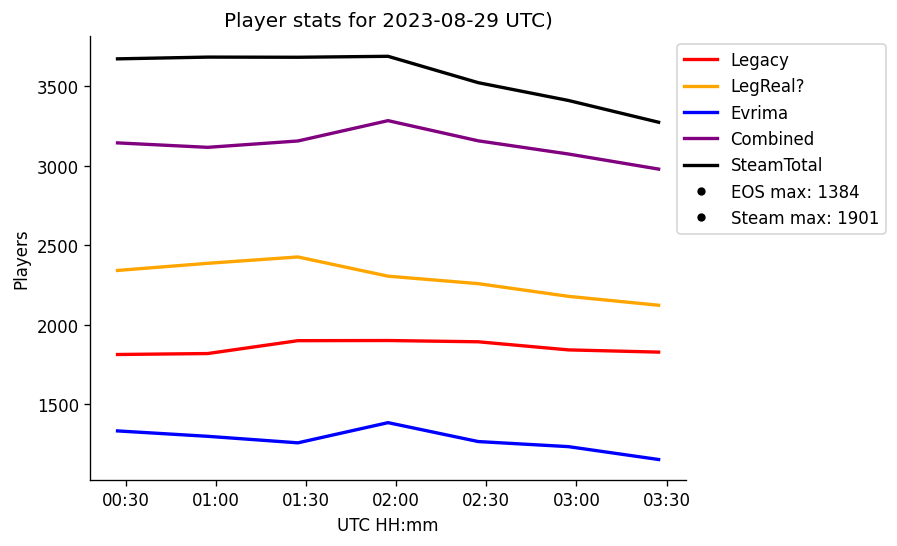 Player stats for 2023-08-29 UTC)
Legacy
LegReal?
Evrima
Combined
SteamTotal
EOS max: 1384
Steam max: 1901
Players
3500
3000
2500
2000
1500
00:30 01:00 01:30 02:00 02:30 03:00 03:30
UTC HH:mm